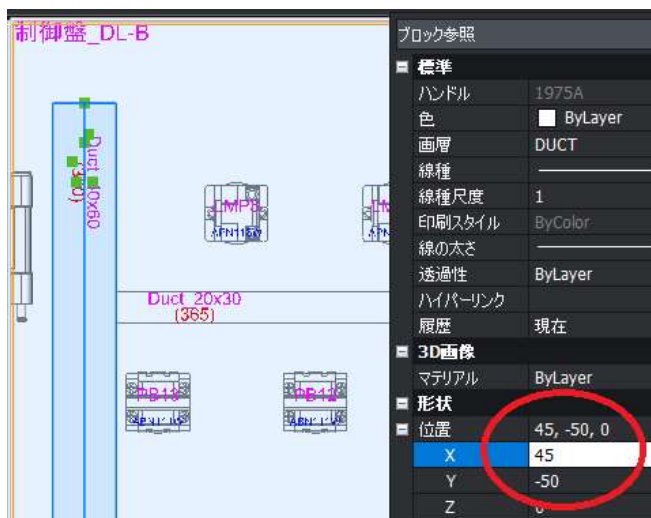 制御盤_DL-B
Duct_40x60
CMP3
APN116W
Duct_20x30
(365)
PB13
PB12
ブロック参照
標準
ハンドル 1975A
色 ByLayer
画層 DUCT
線種
線種尺度 1
印刷スタイル ByColor
線の太さ
透過性 ByLayer
ハイパーリンク
履歴 現在
3D画像
マテリアル ByLayer
形状
位置 45, -50, 0
X 45
Y -50
Z 0